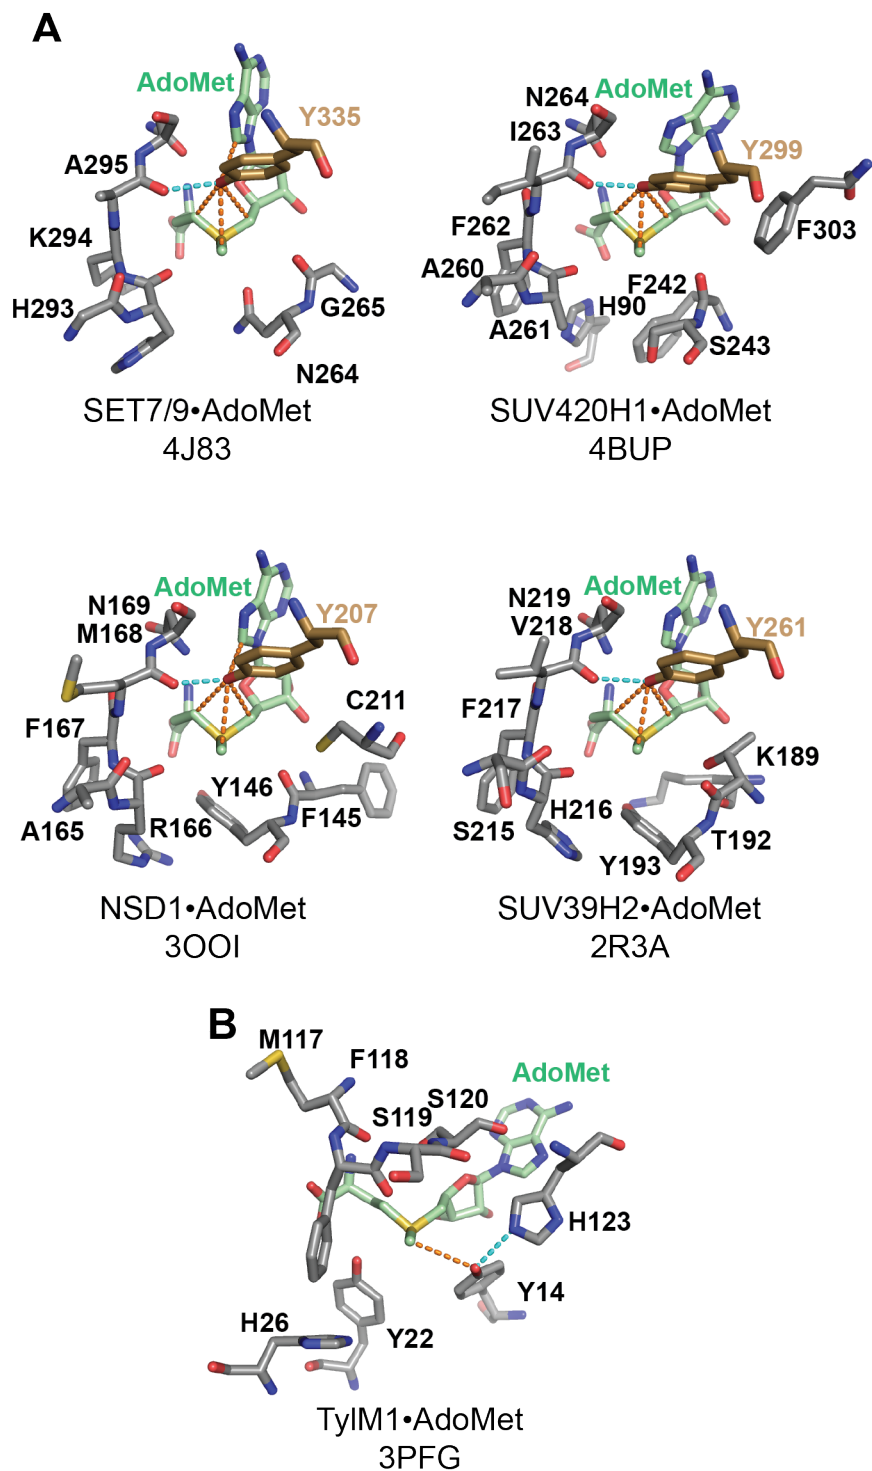 A
AdoMet
Y335
A295
K294
H293
G265
N264
SET7/9•AdoMet
4J83
N264
AdoMet
I263
Y299
F262
F303
A260
F242
H90
A261
S243
SUV420H1•AdoMet
4BUP
AdoMet
N169
Y207
M168
C211
F167
Y146
A165
R166
F145
NSD1•AdoMet
3OOI
AdoMet
N219
V218
Y261
F217
K189
H216
S215
T192
Y193
SUV39H2•AdoMet
2R3A
B
M117
F118
AdoMet
S120
S119
H123
Y14
H26
Y22
TylM1•AdoMet
3PFG